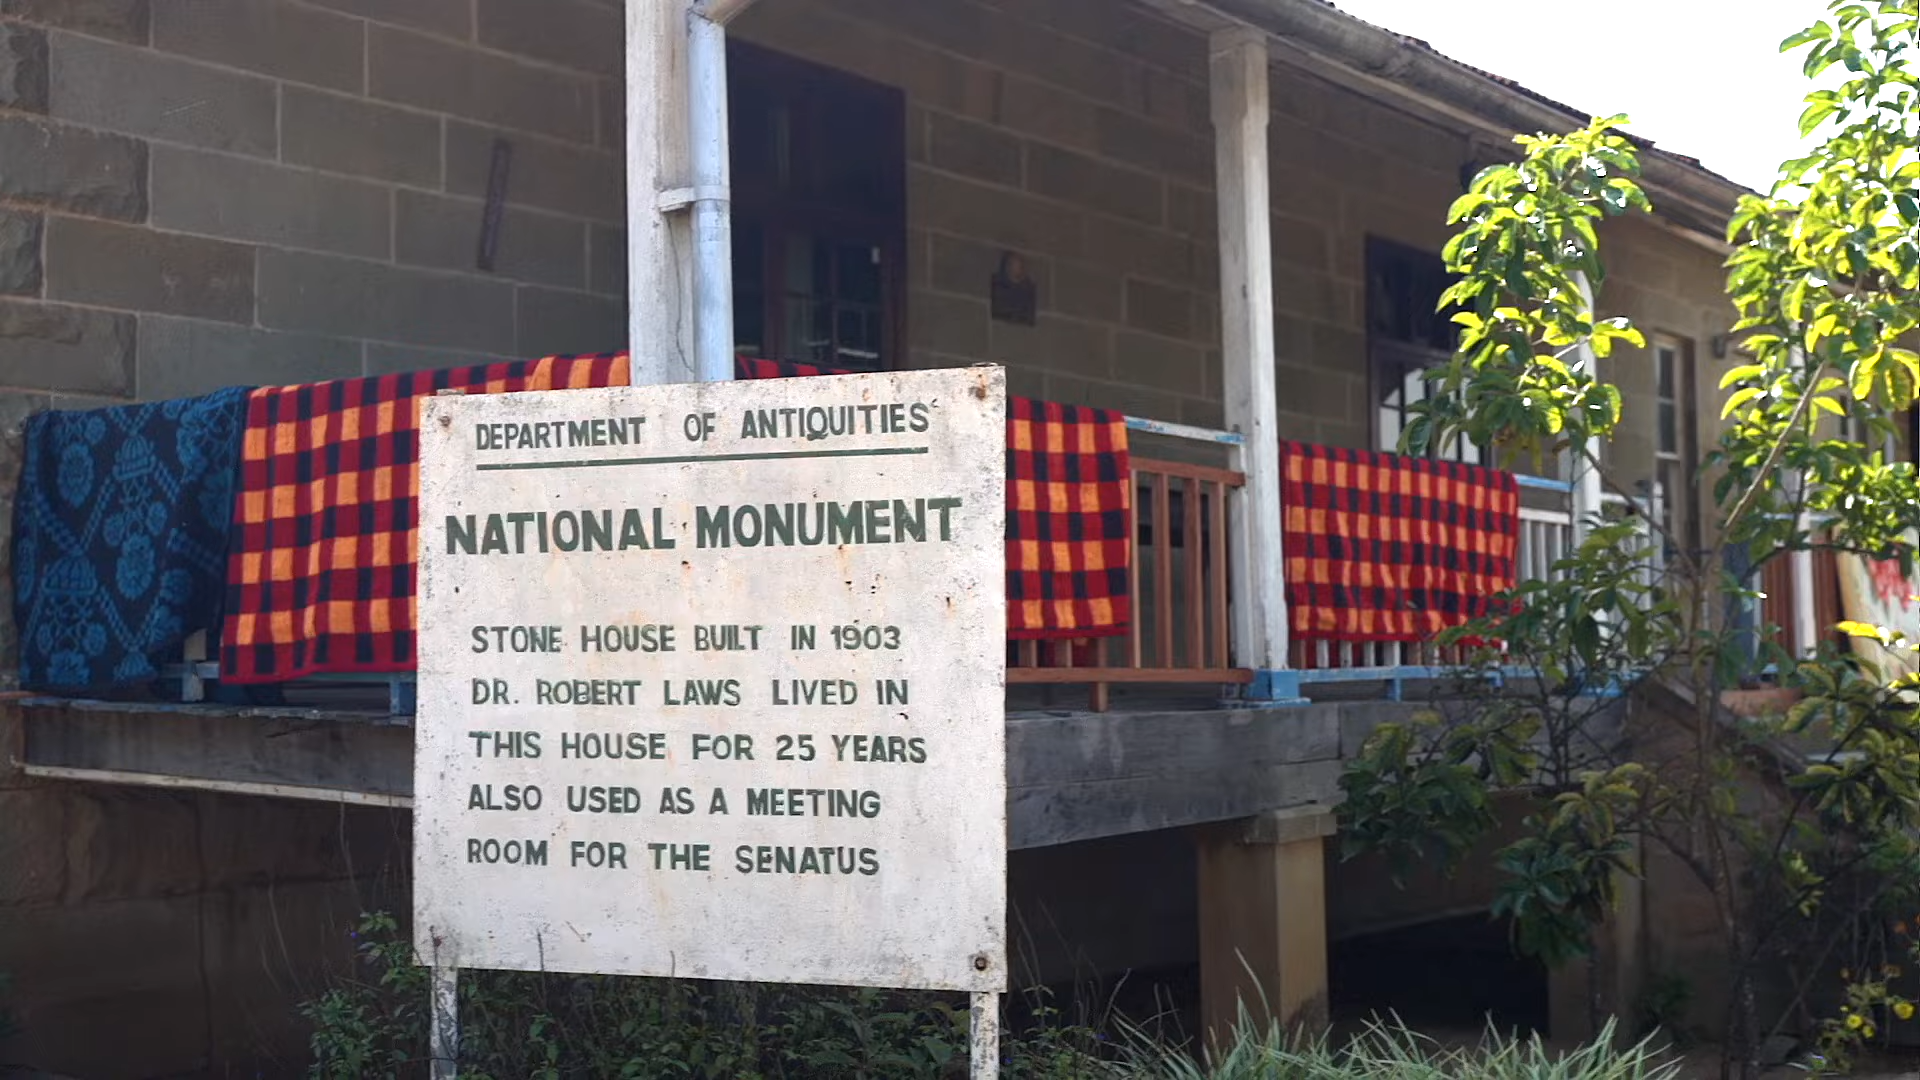 DEPARTMENT OF ANTIQUITIES
NATIONAL MONUMENT
STONE HOUSE BUILT IN 1903
DR. ROBERT LAWS LIVED IN
THIS HOUSE FOR 25 YEARS
ALSO USED AS A MEETING
ROOM FOR THE SENATUS